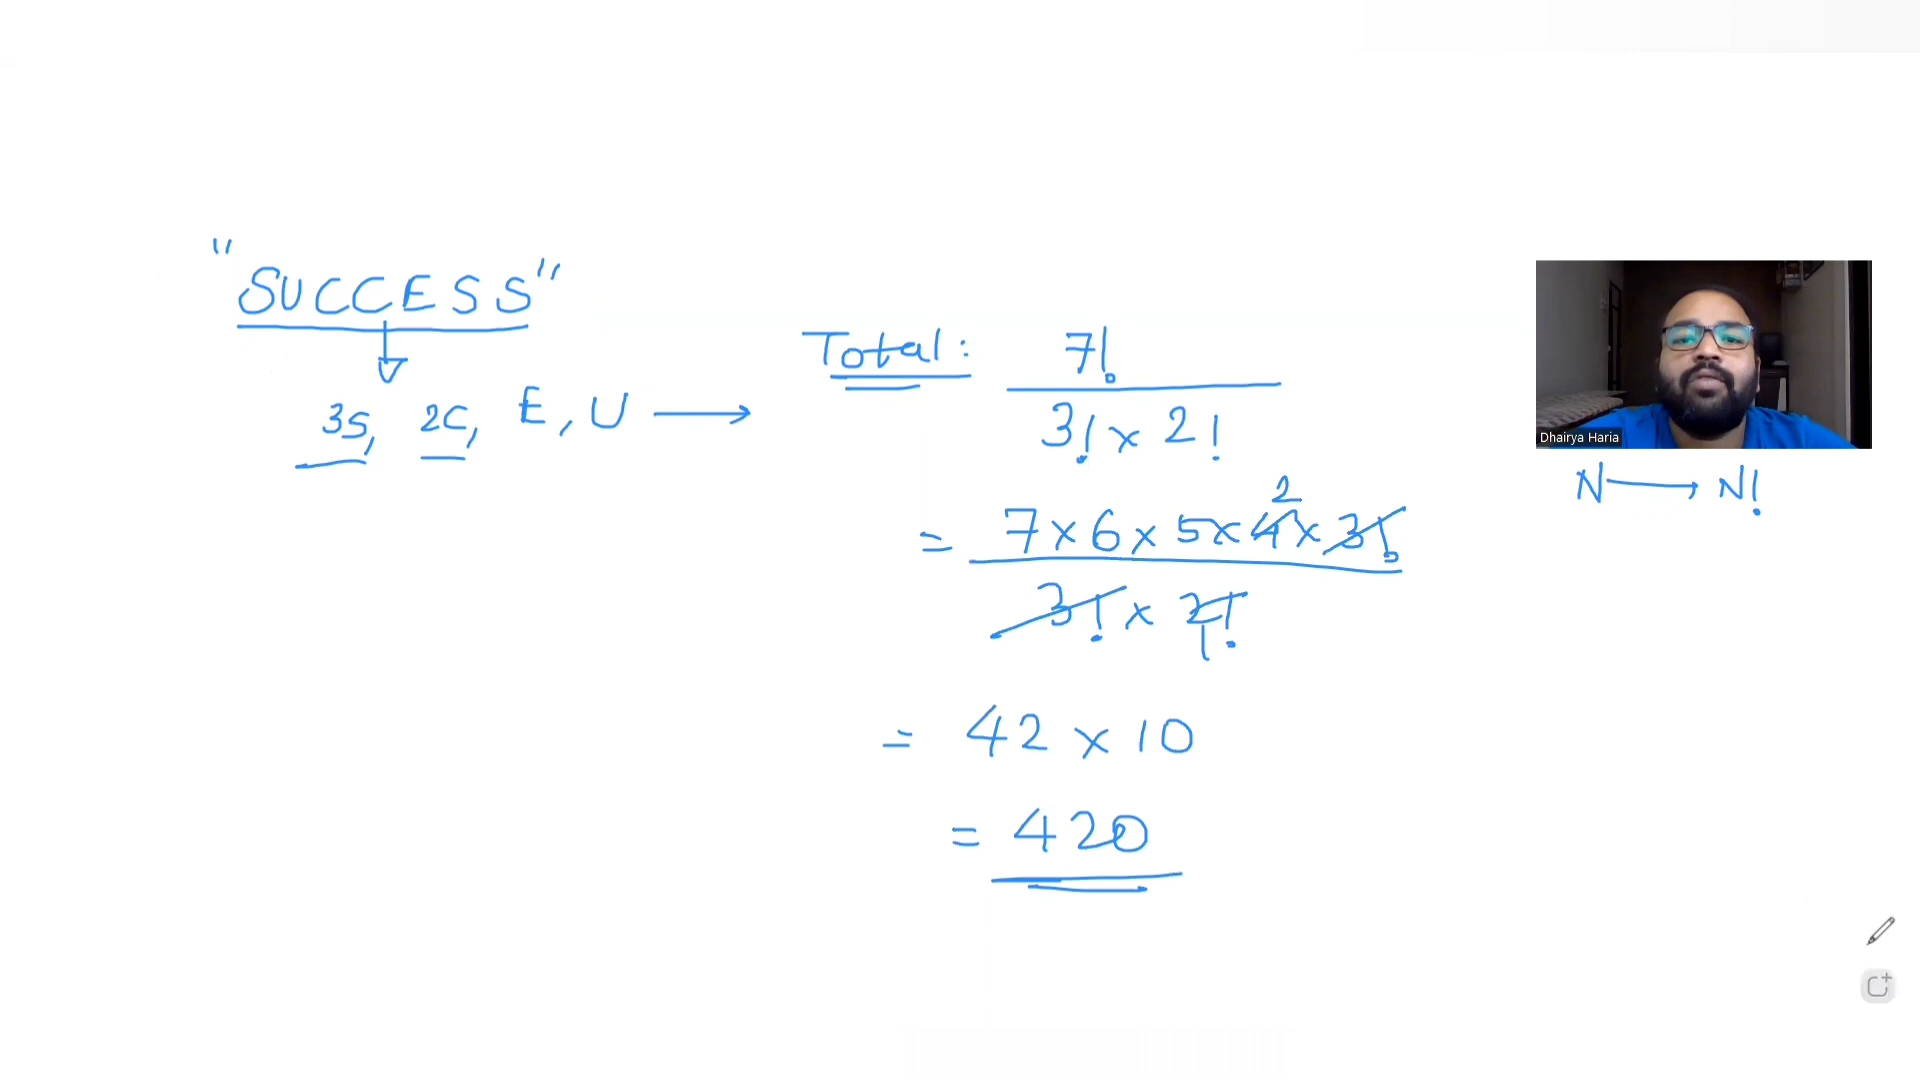 "SUCCESS"
3S, 2C, E, U ⟶
Total: 7!
3! × 2!
= 7 × 6 × 5 × 4 × 3!
2
3! × 2!
1
= 42 × 10
= 420
Dhairya Haria
N ⟶ N!